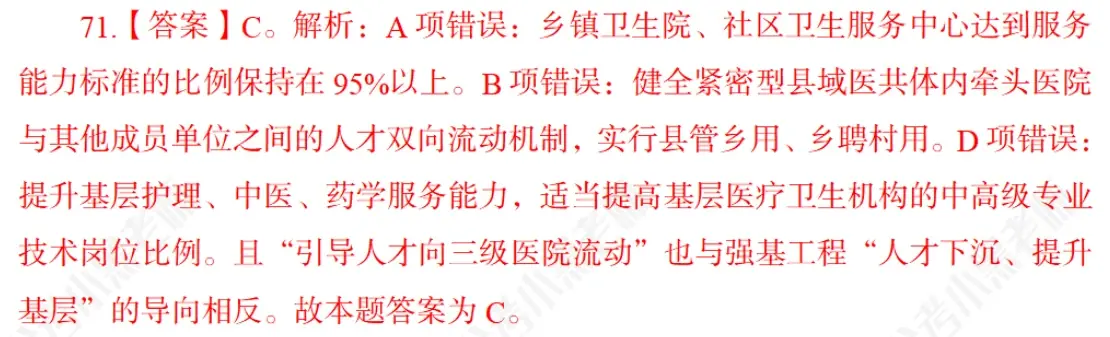 71.【答案】C。解析：A 项错误：乡镇卫生院、社区卫生服务中心达到服务
能力标准的比例保持在 95%以上。B 项错误：健全紧密型县域医共体内牵头医院
与其他成员单位之间的人才双向流动机制，实行县管乡用、乡聘村用。D 项错误：
提升基层护理、中医、药学服务能力，适当提高基层医疗卫生机构的中高级专业
技术岗位比例。且“引导人才向三级医院流动”也与强基工程“人才下沉、提升
基层”的导向相反。故本题答案为 C。